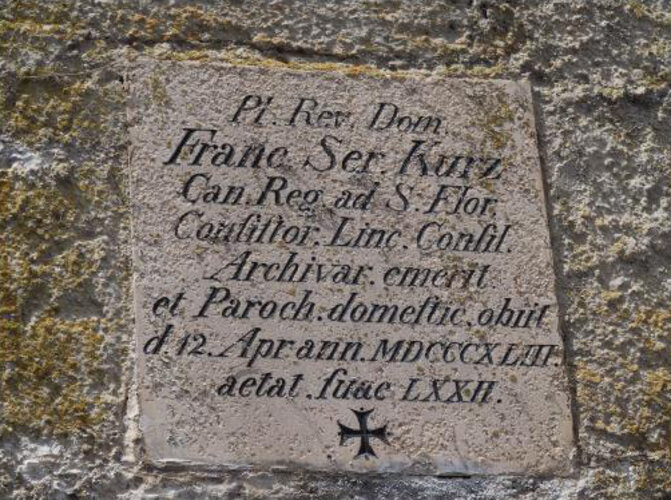 Pl. Rev. Dom.
Franc. Ser. Kurz
Can. Reg. ad S. Flor.
Conſiſtor. Linc. Conſil.
Archivar. emerit.
et Paroch. domeſtic. obiit
d. 12. Apr. ann. MDCCCXLIII.
aetat. ſuae LXXII.